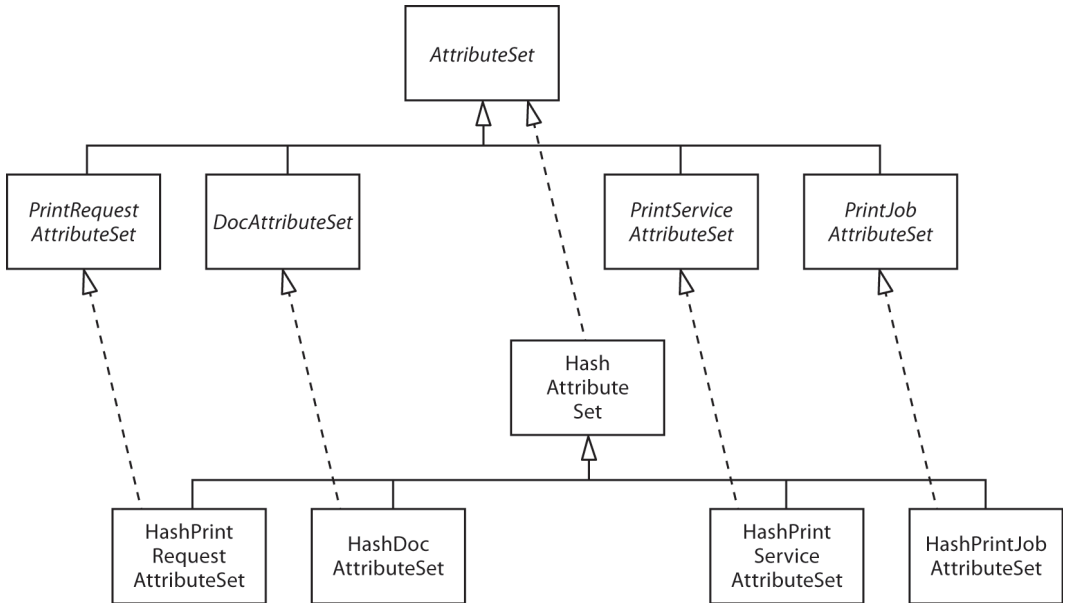 AttributeSet
PrintRequest
AttributeSet
DocAttributeSet
PrintService
AttributeSet
PrintJob
AttributeSet
Hash
Attribute
Set
HashPrint
Request
AttributeSet
HashDoc
AttributeSet
HashPrint
Service
AttributeSet
HashPrintJob
AttributeSet